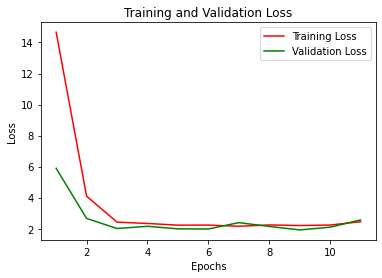 Training and Validation Loss
Training Loss
Validation Loss
14
12
10
8
6
4
2
Loss
2
4
6
8
10
Epochs